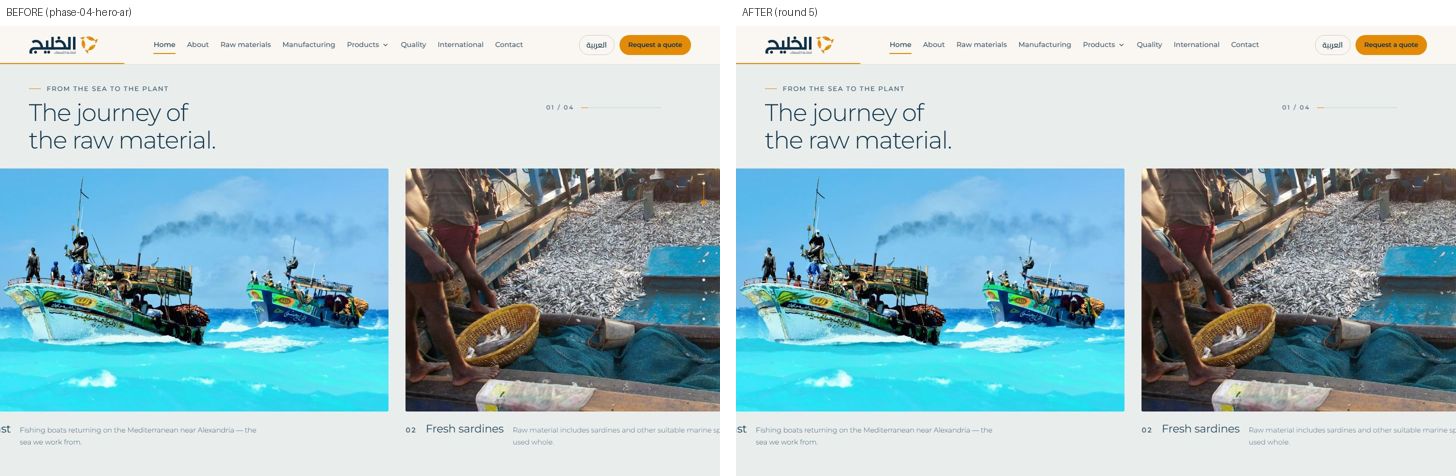 BEFORE (phase-04-hero-ar)
الخليج
Home About Raw materials Manufacturing Products Quality International Contact
العربية
Request a quote
FROM THE SEA TO THE PLANT
The journey of
the raw material.
01 / 04
st Fishing boats returning on the Mediterranean near Alexandria — the
sea we work from.
02 Fresh sardines Raw material includes sardines and other suitable marine sp
used whole.
AFTER (round 5)
الخليج
Home About Raw materials Manufacturing Products Quality International Contact
العربية
Request a quote
FROM THE SEA TO THE PLANT
The journey of
the raw material.
01 / 04
st Fishing boats returning on the Mediterranean near Alexandria — the
sea we work from.
02 Fresh sardines Raw material includes sardines and other suitable marine sp
used whole.